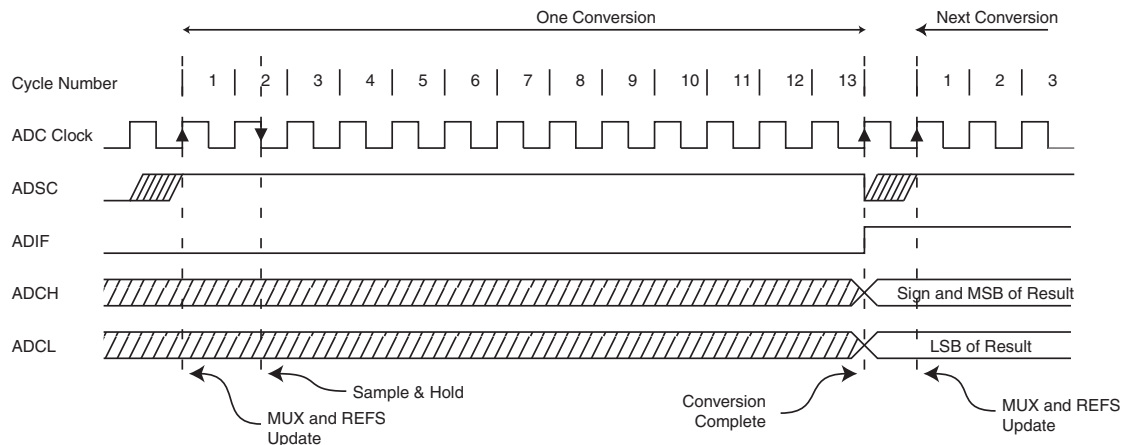 One Conversion
Next Conversion
Cycle Number
1 2 3 4 5 6 7 8 9 10 11 12 13 1 2 3
ADC Clock
ADSC
ADIF
ADCH
Sign and MSB of Result
ADCL
LSB of Result
MUX and REFS
Update
Sample & Hold
Conversion
Complete
MUX and REFS
Update